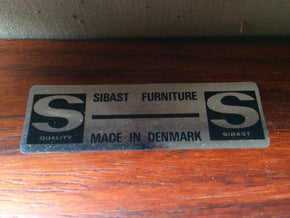 S
QUALITY
SIBAST FURNITURE
MADE IN DENMARK
S
SIBAST